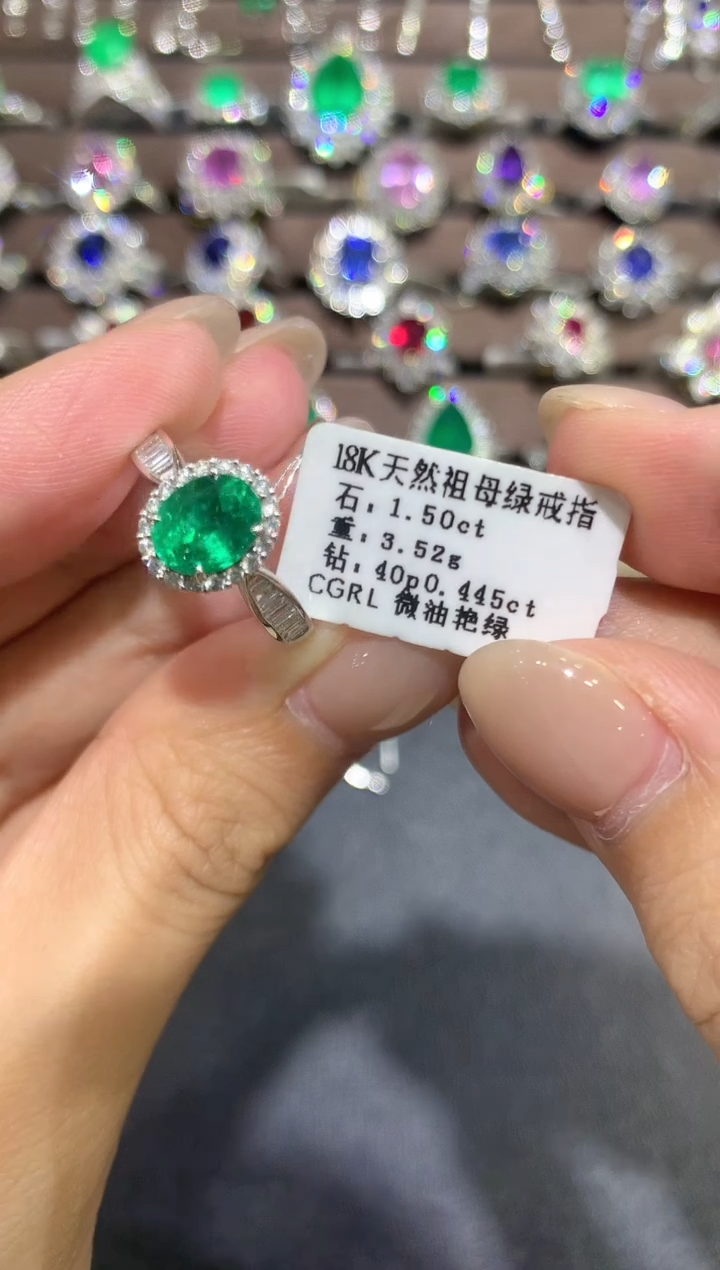 18K天然祖母绿戒指
石：1.50ct
重：3.52g
钻：40p0.445ct
CGRL 微油艳绿